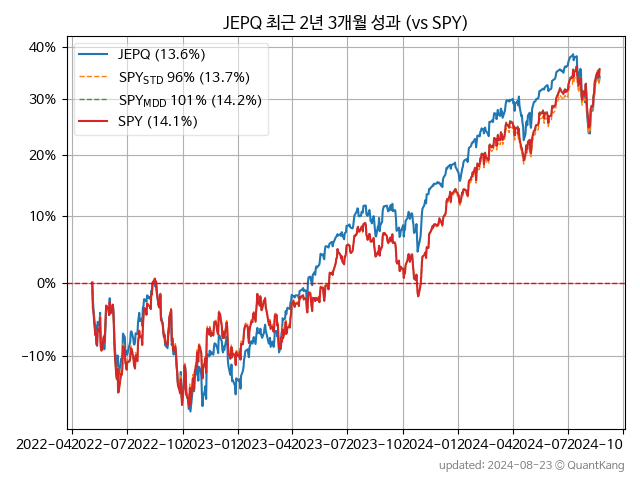 JEPQ 최근 2년 3개월 성과 (vs SPY)
JEPQ (13.6%)
SPYSTD 96% (13.7%)
SPYMDD 101% (14.2%)
SPY (14.1%)
40%
30%
20%
10%
0%
−10%
2022-04 2022-07 2022-10 2023-01 2023-04 2023-07 2023-10 2024-01 2024-04 2024-07 2024-10
updated: 2024-08-23 © QuantKang